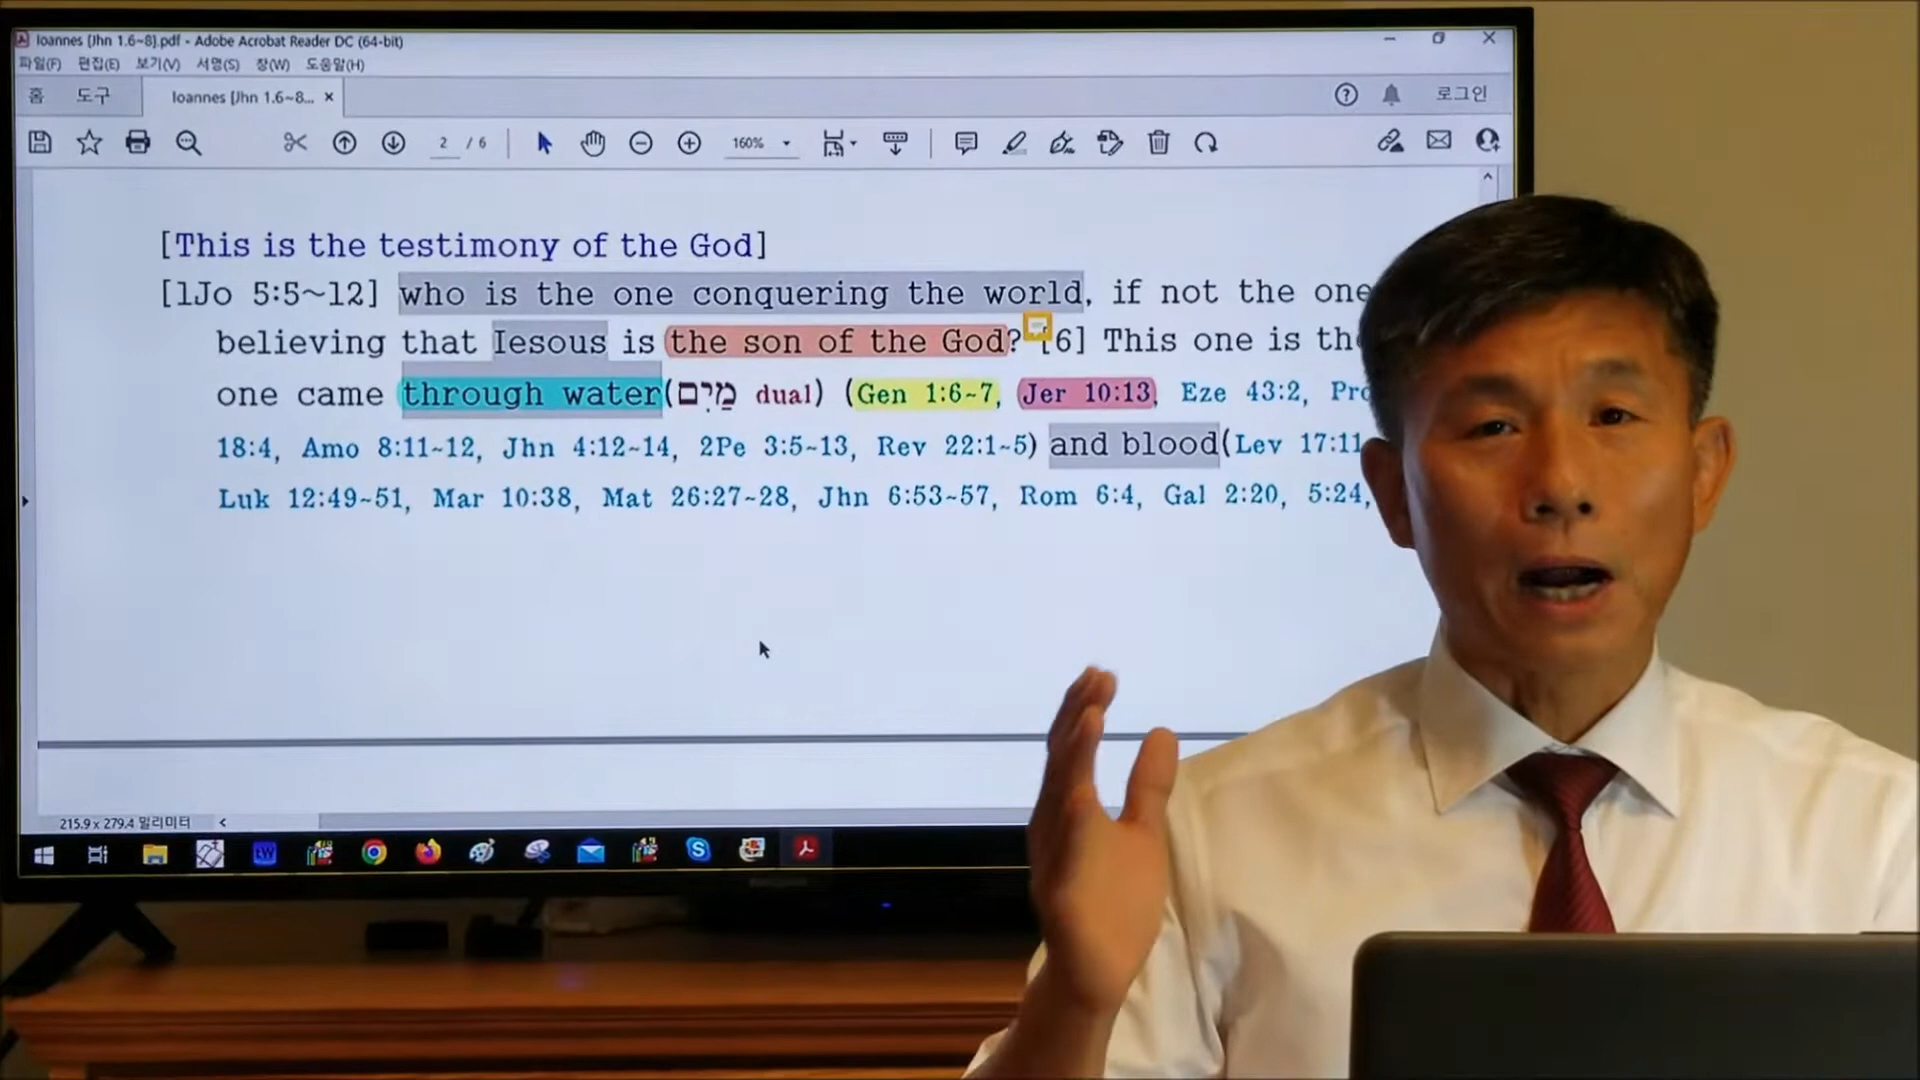 Ioannes [Jhn 1.6~8].pdf - Adobe Acrobat Reader DC (64-bit)
파일(F) 편집(E) 보기(V) 서명(S) 창(W) 도움말(H)
홈 도구 Ioannes [Jhn 1.6~8... × 로그인
2 / 6 160%
[This is the testimony of the God]
[1Jo 5:5~12] who is the one conquering the world, if not the one
believing that Iesous is the son of the God? [6] This one is the
one came through water(מַיִם dual) (Gen 1:6~7, Jer 10:13, Eze 43:2, Pro
18:4, Amo 8:11~12, Jhn 4:12~14, 2Pe 3:5~13, Rev 22:1~5) and blood(Lev 17:11
Luk 12:49~51, Mar 10:38, Mat 26:27~28, Jhn 6:53~57, Rom 6:4, Gal 2:20, 5:24,
215.9 x 279.4 밀리미터